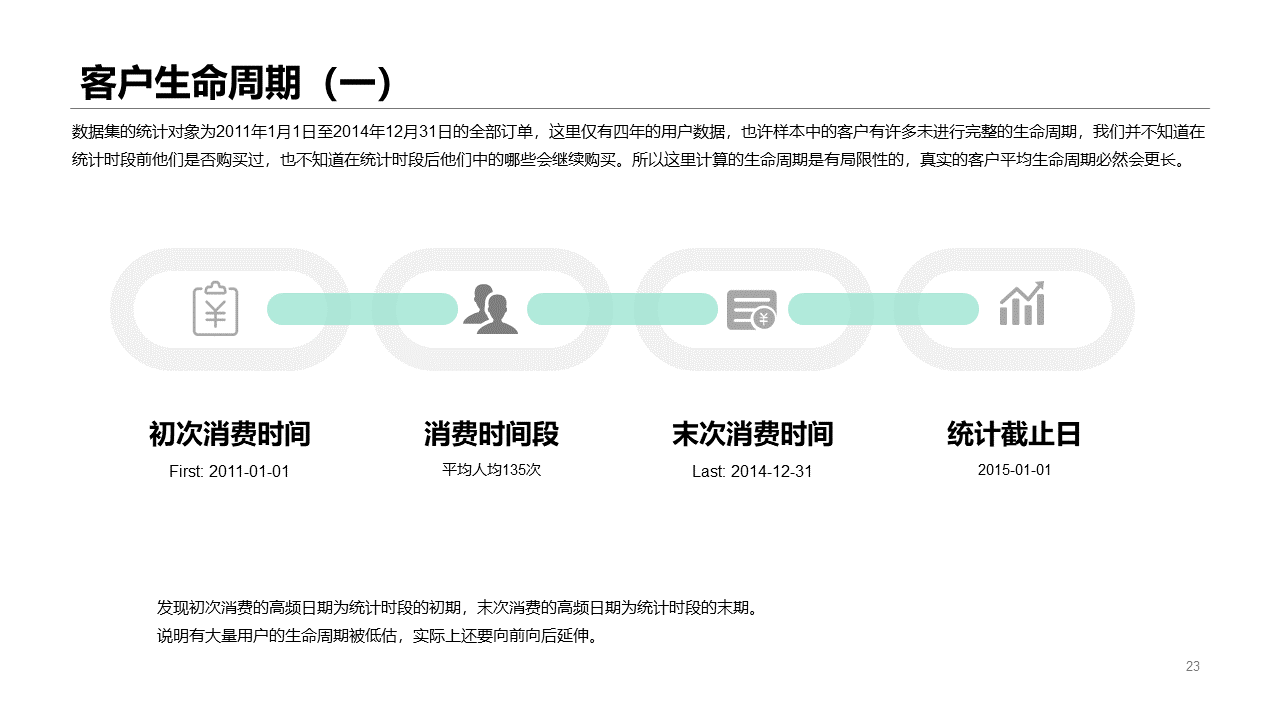 客户生命周期（一）
数据集的统计对象为2011年1月1日至2014年12月31日的全部订单，这里仅有四年的用户数据，也许样本中的客户有许多未进行完整的生命周期，我们并不知道在
统计时段前他们是否购买过，也不知道在统计时段后他们中的哪些会继续购买。所以这里计算的生命周期是有局限性的，真实的客户平均生命周期必然会更长。
初次消费时间
First: 2011-01-01
消费时间段
平均人均135次
末次消费时间
Last: 2014-12-31
统计截止日
2015-01-01
发现初次消费的高频日期为统计时段的初期，末次消费的高频日期为统计时段的末期。
说明有大量用户的生命周期被低估，实际上还要向前向后延伸。
23